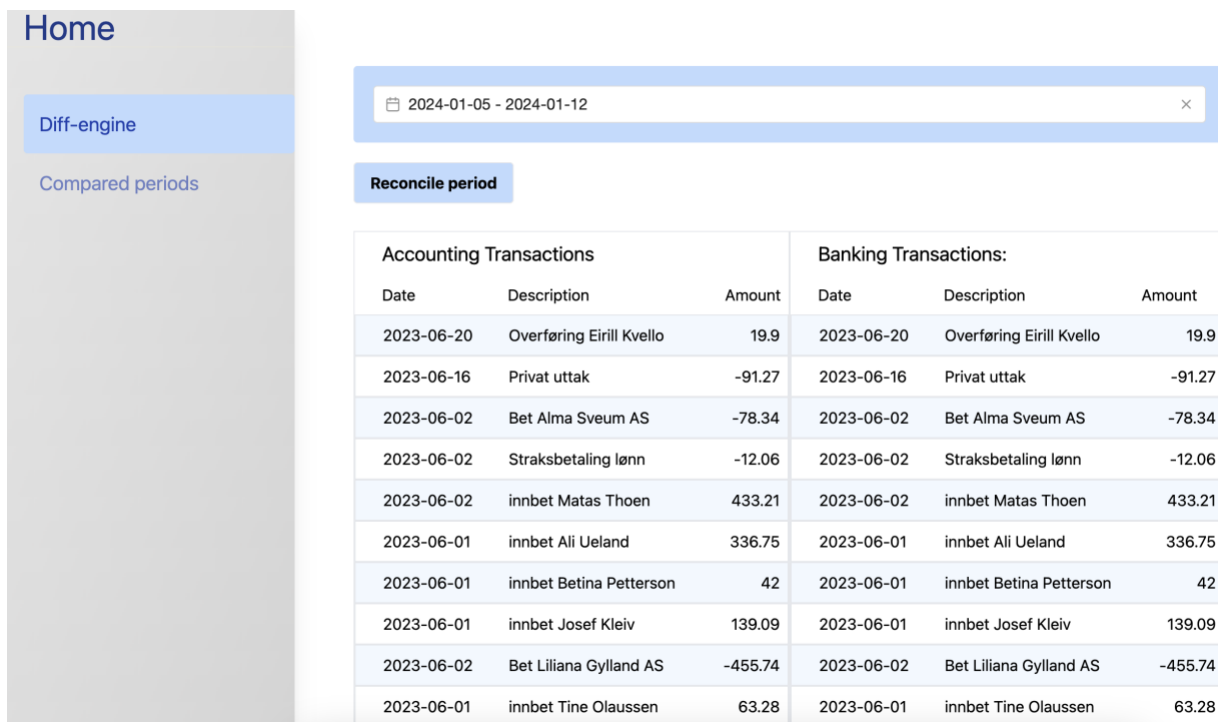 Home
Diff-engine
Compared periods
2024-01-05 - 2024-01-12
Reconcile period
Accounting Transactions Banking Transactions:
Date Description Amount Date Description Amount
2023-06-20 Overføring Eirill Kvello 19.9 2023-06-20 Overføring Eirill Kvello 19.9
2023-06-16 Privat uttak -91.27 2023-06-16 Privat uttak -91.27
2023-06-02 Bet Alma Sveum AS -78.34 2023-06-02 Bet Alma Sveum AS -78.34
2023-06-02 Straksbetaling lønn -12.06 2023-06-02 Straksbetaling lønn -12.06
2023-06-02 innbet Matas Thoen 433.21 2023-06-02 innbet Matas Thoen 433.21
2023-06-01 innbet Ali Ueland 336.75 2023-06-01 innbet Ali Ueland 336.75
2023-06-01 innbet Betina Petterson 42 2023-06-01 innbet Betina Petterson 42
2023-06-01 innbet Josef Kleiv 139.09 2023-06-01 innbet Josef Kleiv 139.09
2023-06-02 Bet Liliana Gylland AS -455.74 2023-06-02 Bet Liliana Gylland AS -455.74
2023-06-01 innbet Tine Olaussen 63.28 2023-06-01 innbet Tine Olaussen 63.28